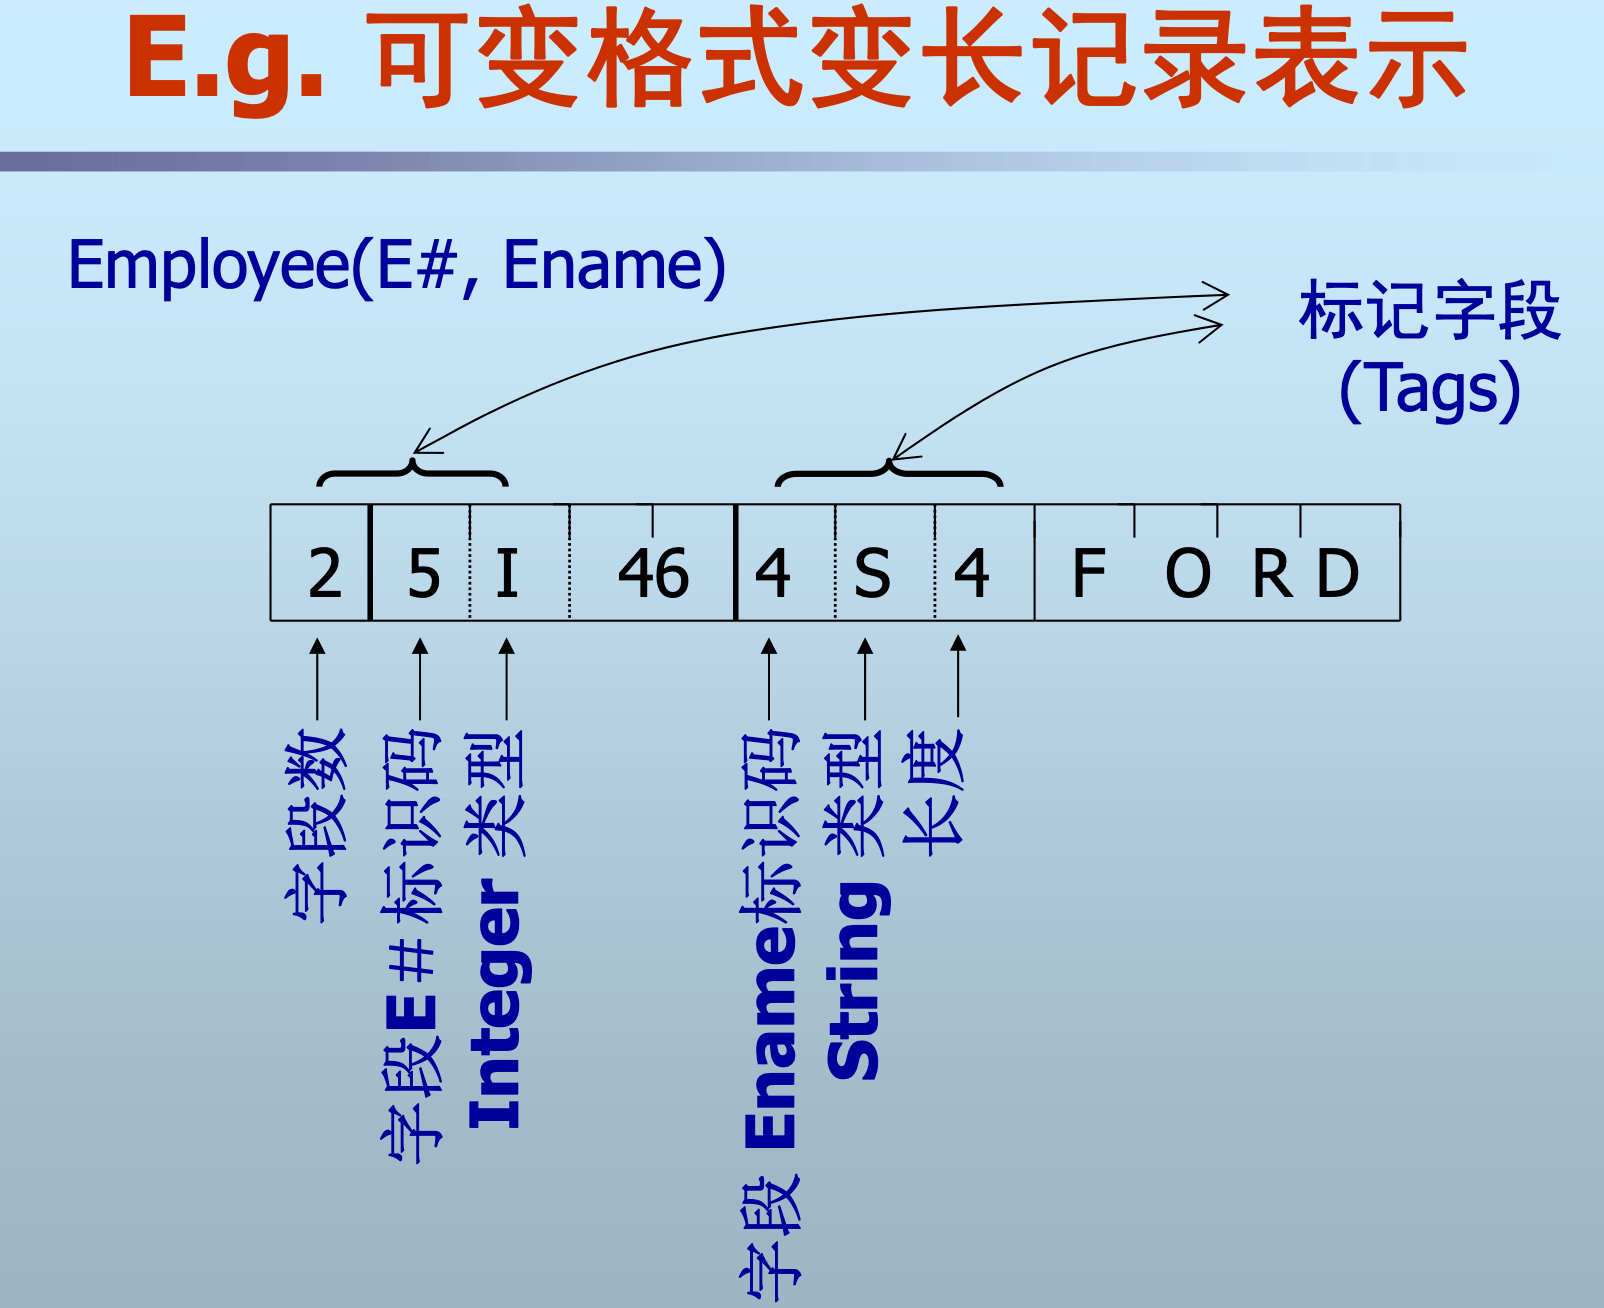 E.g. 可变格式变长记录表示
Employee(E#, Ename)
标记字段
(Tags)
2 5 I 46 4 S 4 F O R D
字段数
字段E#标识码
Integer 类型
字段 Ename标识码
String 类型
长度